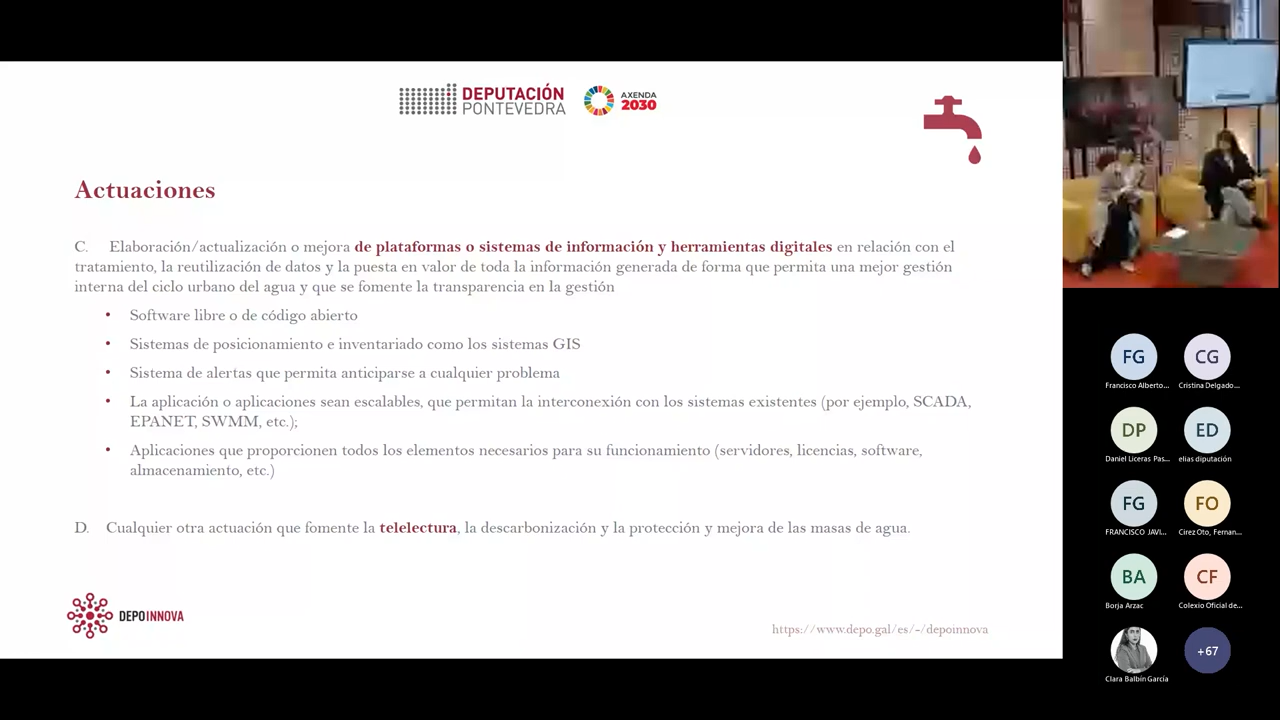 DEPUTACIÓN
PONTEVEDRA
AXENDA
2030
Actuaciones
C. Elaboración/actualización o mejora de plataformas o sistemas de información y herramientas digitales en relación con el
tratamiento, la reutilización de datos y la puesta en valor de toda la información generada de forma que permita una mejor gestión
interna del ciclo urbano del agua y que se fomente la transparencia en la gestión
• Software libre o de código abierto
• Sistemas de posicionamiento e inventariado como los sistemas GIS
• Sistema de alertas que permita anticiparse a cualquier problema
• La aplicación o aplicaciones sean escalables, que permitan la interconexión con los sistemas existentes (por ejemplo, SCADA,
EPANET, SWMM, etc.);
• Aplicaciones que proporcionen todos los elementos necesarios para su funcionamiento (servidores, licencias, software,
almacenamiento, etc.)
D. Cualquier otra actuación que fomente la telelectura, la descarbonización y la protección y mejora de las masas de agua.
DEPOINNOVA
https://www.depo.gal/es/-/depoinnova
FG
Francisco Alberto...
CG
Cristina Delgado...
DP
Daniel Liceras Pas...
ED
elias diputación
FG
FRANCISCO JAVI...
FO
Cirez Oto, Fernan...
BA
Borja Arzac
CF
Colexio Oficial de...
Clara Balbín García
+67